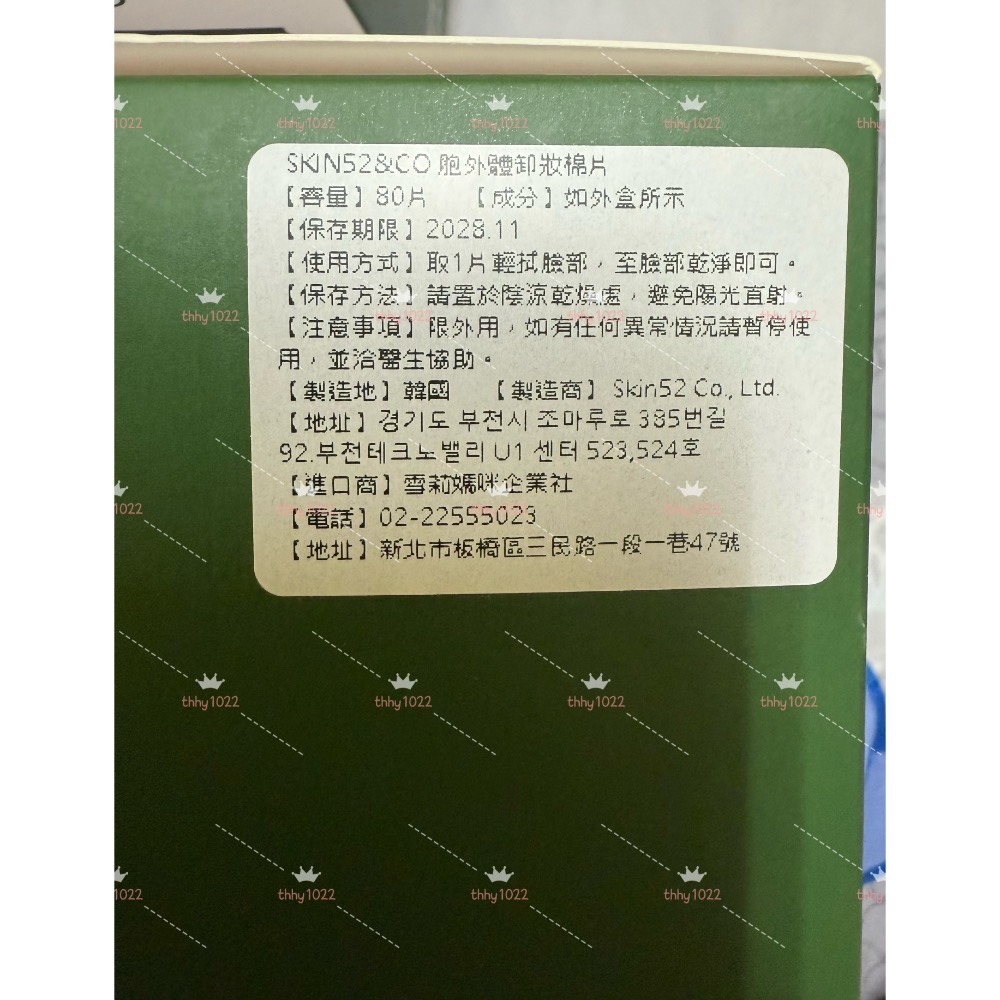 SKIN52&CO 胞外體卸妝棉片
【容量】80片 【成分】如外盒所示
【保存期限】2028.11
【使用方式】取1片輕拭臉部，至臉部乾淨即可。
【保存方法】請置於陰涼乾燥處，避免陽光直射。
【注意事項】限外用，如有任何異常情況請暫停使
用，並洽醫生協助。
【製造地】韓國 【製造商】Skin52 Co., Ltd.
【地址】경기도 부천시 조마루로 385번길
92.부천테크노밸리 U1 센터 523,524호
【進口商】雪莉媽咪企業社
【電話】02-22555023
【地址】新北市板橋區三民路一段一巷47號
thhy1022